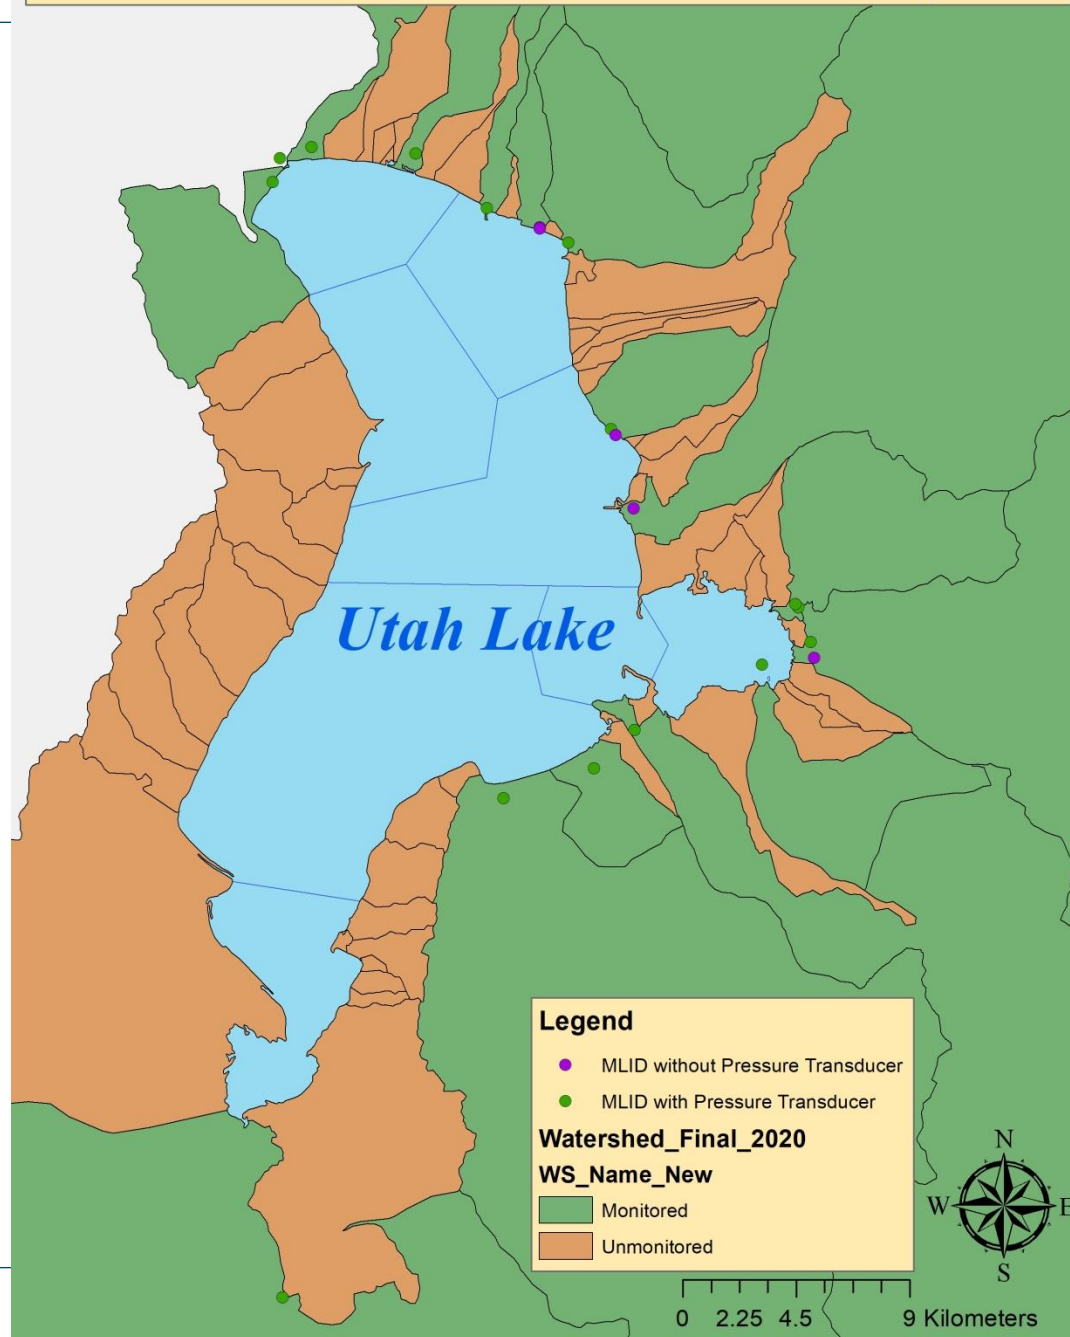 Utah Lake
Legend
MLID without Pressure Transducer
MLID with Pressure Transducer
Watershed_Final_2020
WS_Name_New
Monitored
Unmonitored
N
W
E
S
0 2.25 4.5 9 Kilometers